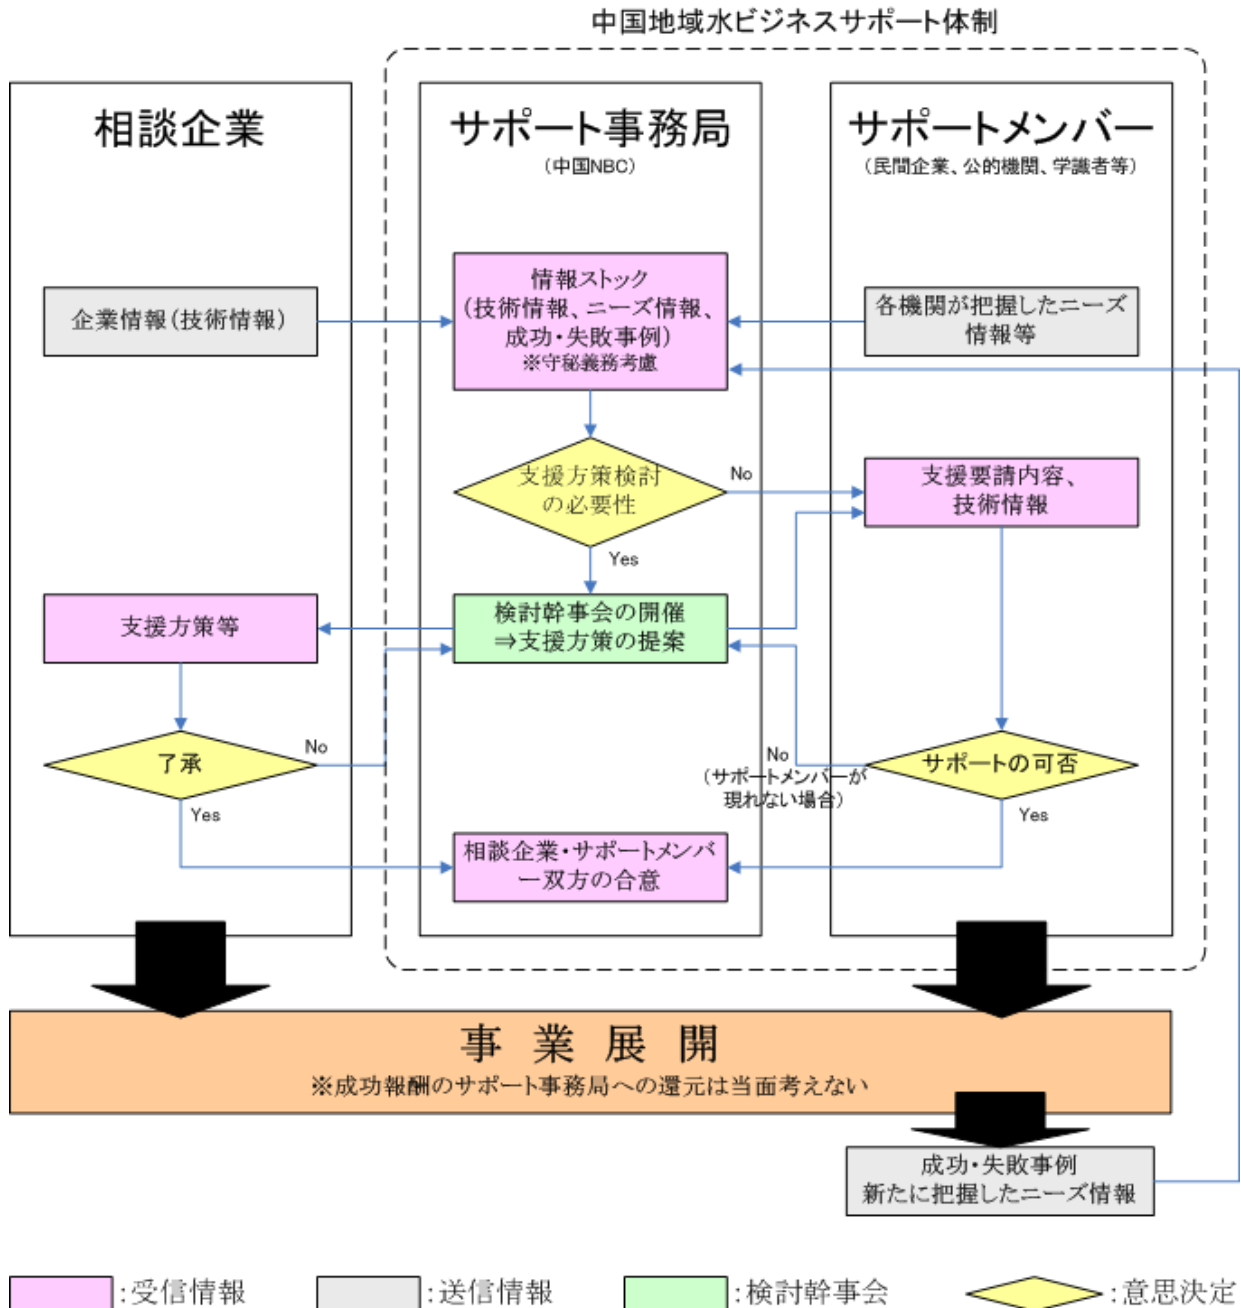 中国地域水ビジネスサポート体制
相談企業
サポート事務局
（中国NBC）
サポートメンバー
（民間企業、公的機関、学識者等）
企業情報（技術情報）
情報ストック
（技術情報、ニーズ情報、
成功・失敗事例）
※守秘義務考慮
各機関が把握したニーズ
情報等
支援方策検討
の必要性
No
支援要請内容、
技術情報
Yes
支援方策等
検討幹事会の開催
⇒支援方策の提案
了承
No
Yes
No
（サポートメンバーが
現れない場合）
サポートの可否
Yes
相談企業・サポートメンバ
ー双方の合意
事業展開
※成功報酬のサポート事務局への還元は当面考えない
成功・失敗事例
新たに把握したニーズ情報
：受信情報
：送信情報
：検討幹事会
：意思決定